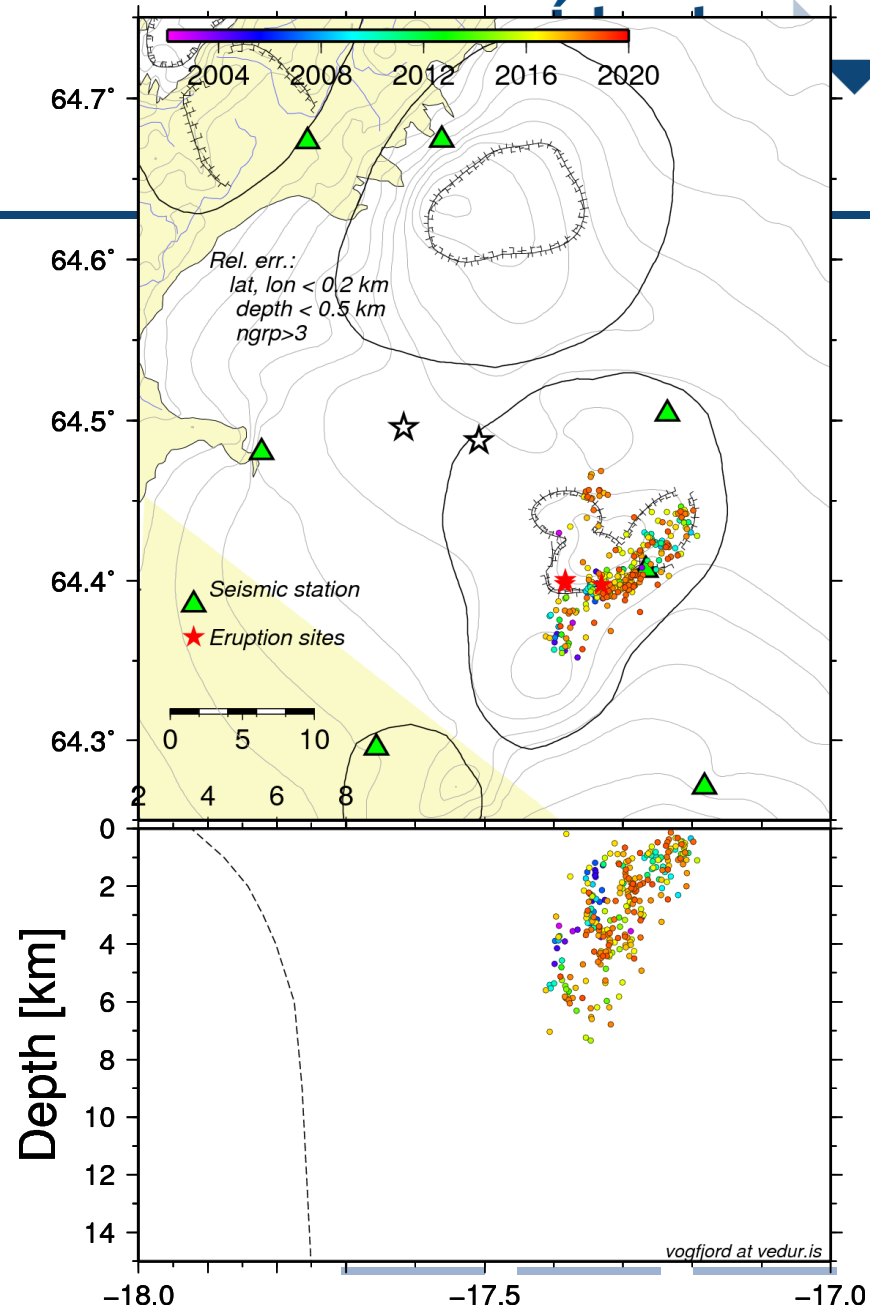 2004 2008 2012 2016 2020
64.7°
64.6°
Rel. err.:
lat, lon < 0.2 km
depth < 0.5 km
ngrp>3
64.5°
64.4°
Seismic station
Eruption sites
64.3°
0 5 10
2 4 6 8
0
2
4
6
8
10
12
14
Depth [km]
vogfjord at vedur.is
−18.0 −17.5 −17.0